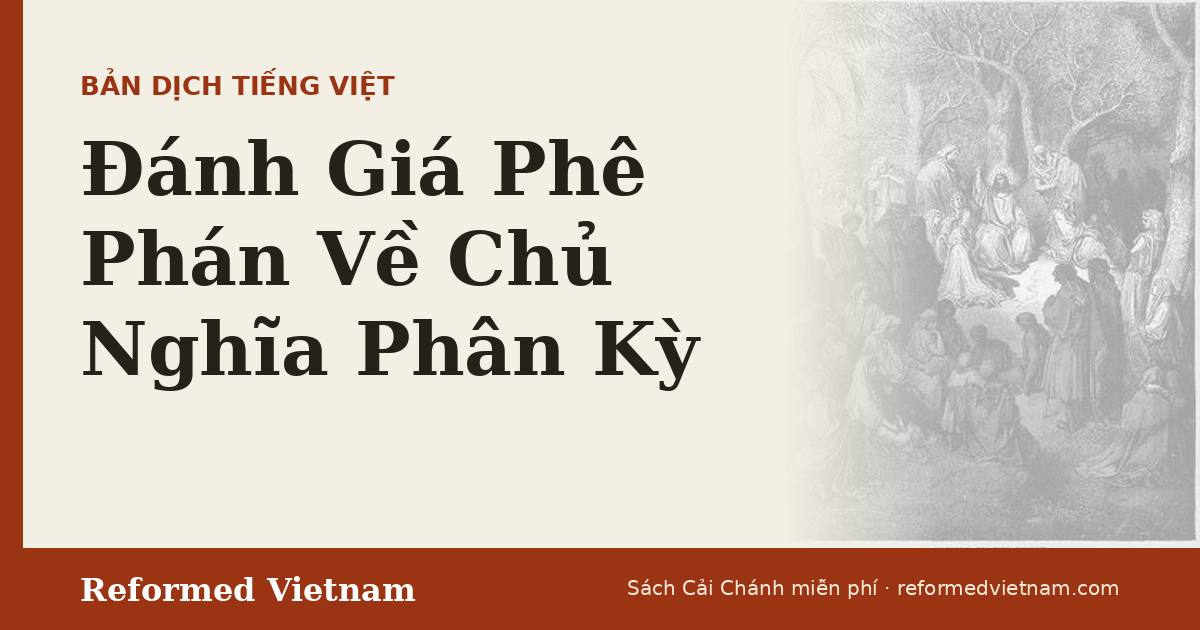 BẢN DỊCH TIẾNG VIỆT
Đánh Giá Phê
Phán Về Chủ
Nghĩa Phân Kỳ
Reformed Vietnam
Sách Cải Chánh miễn phí · reformedvietnam.com